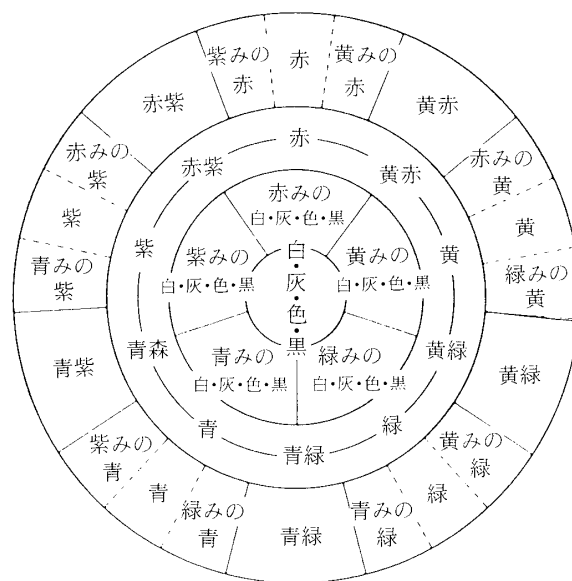 紫みの
赤
赤
黄みの
赤
黄赤
赤みの
黄
黄
緑みの
黄
黄緑
黄みの
緑
緑
青みの
緑
青緑
緑みの
青
青
紫みの
青
青紫
青みの
紫
紫
赤みの
紫
赤紫
赤
黄赤
黄
黄緑
緑
青緑
青
青森
紫
赤紫
赤みの
白・灰・色・黒
黄みの
白・灰・色・黒
緑みの
白・灰・色・黒
青みの
白・灰・色・黒
紫みの
白・灰・色・黒
白・灰・色・黒